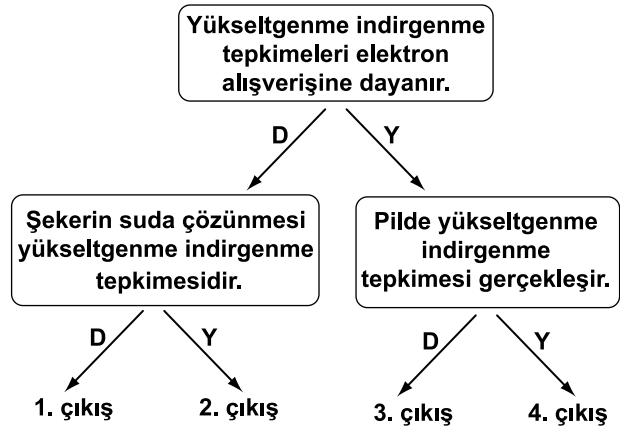 Yükseltgenme indirgenme
tepkimeleri elektron
alışverişine dayanır.
D
Y
Şekerin suda çözünmesi
yükseltgenme indirgenme
tepkimesidir.
Pilde yükseltgenme
indirgenme
tepkimesi gerçekleşir.
D
Y
D
Y
1. çıkış
2. çıkış
3. çıkış
4. çıkış